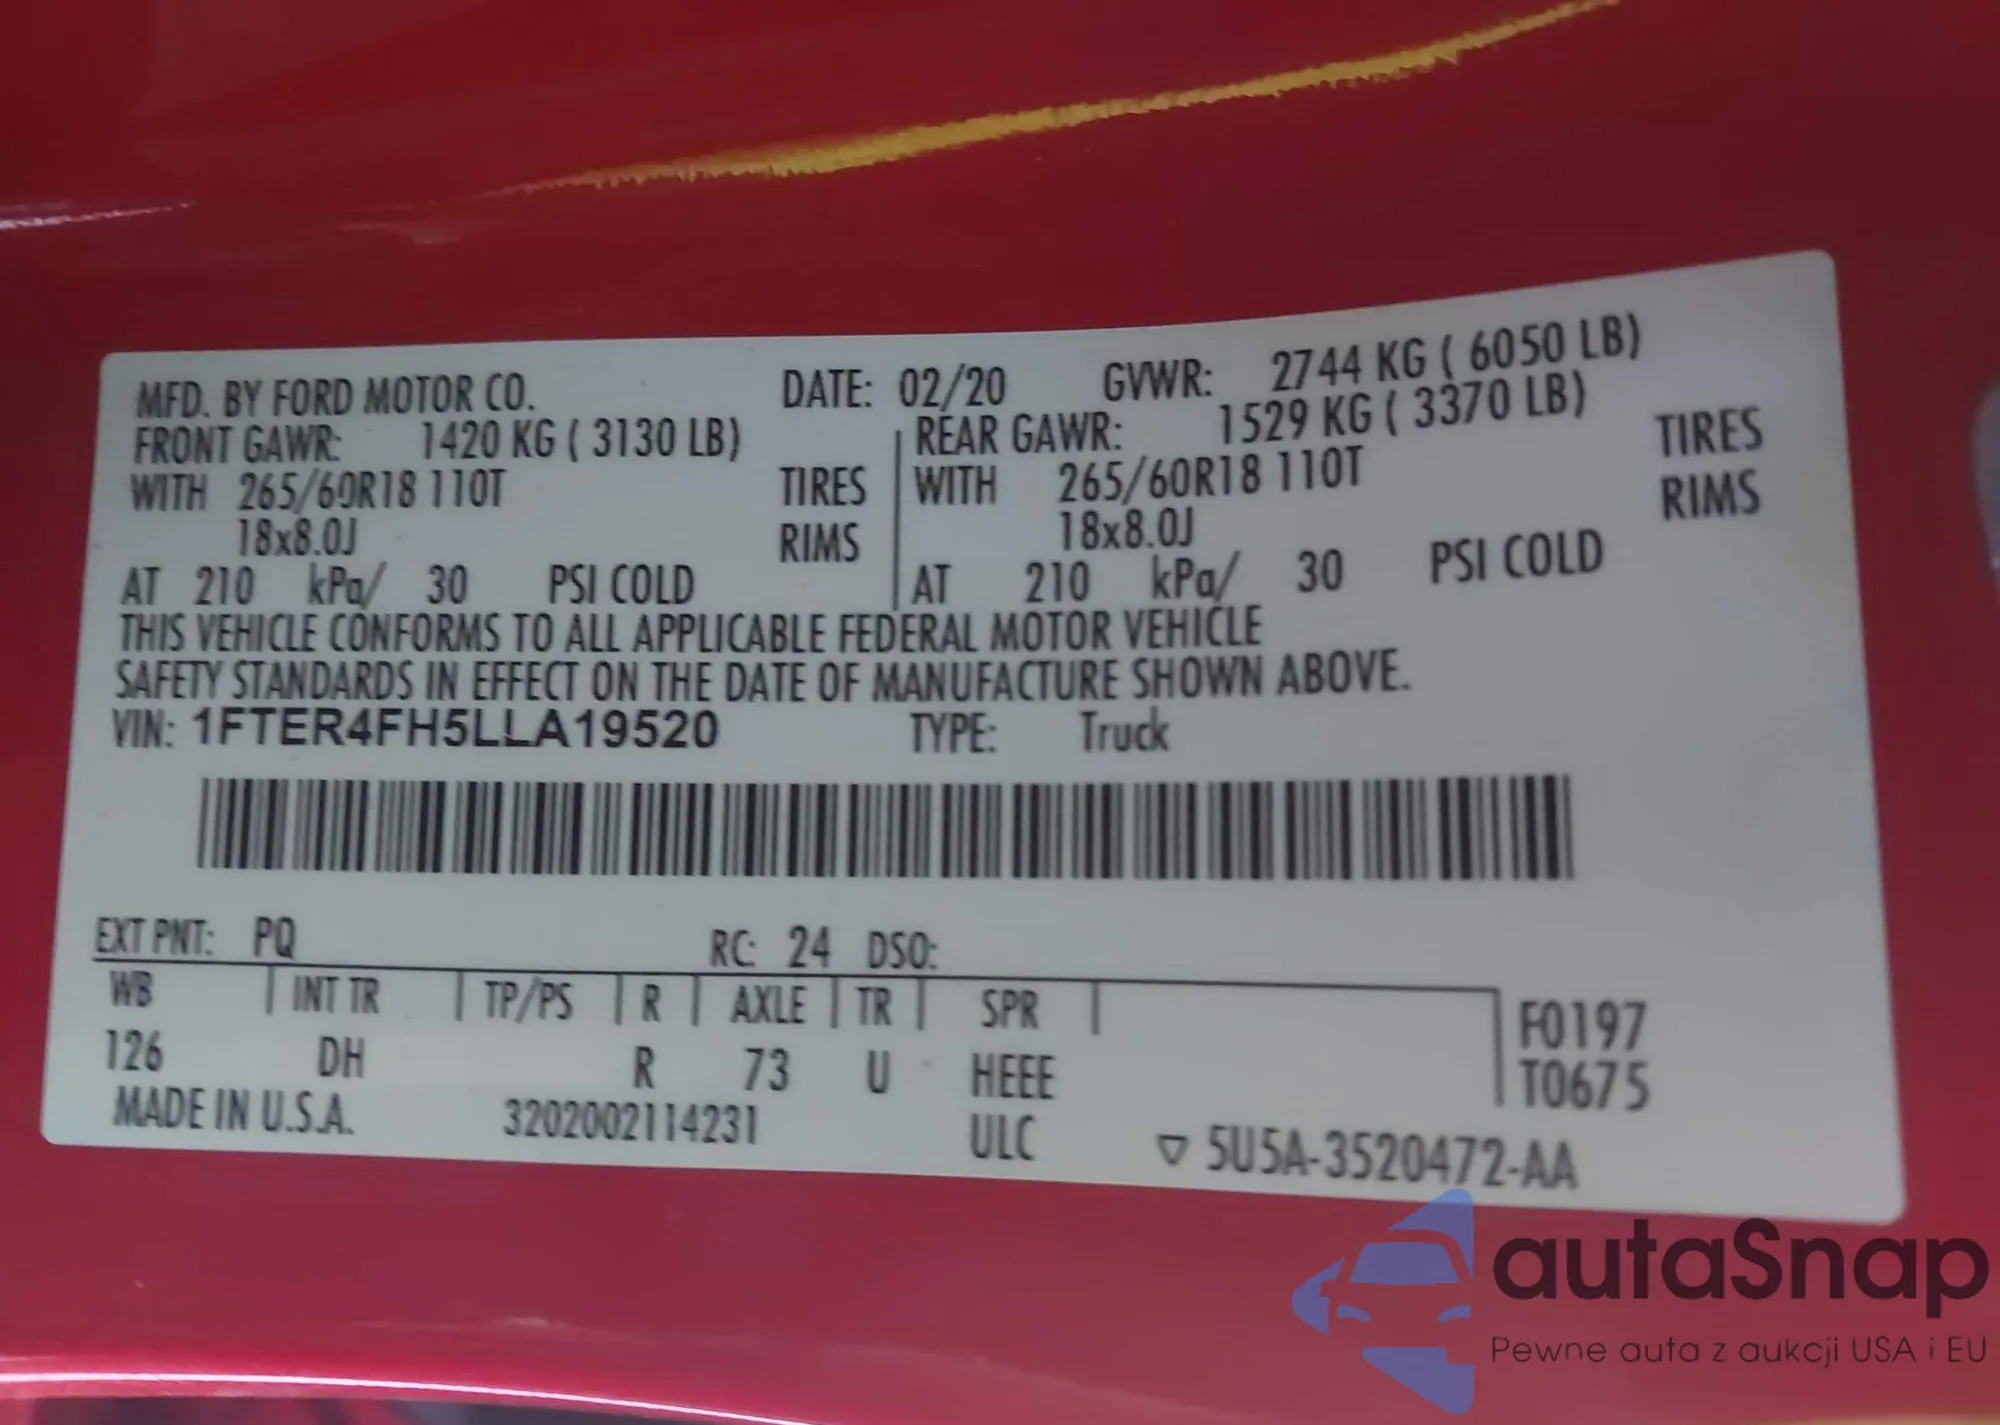 MFD. BY FORD MOTOR CO. DATE: 02/20 GVWR: 2744 KG ( 6050 LB)
FRONT GAWR: 1420 KG ( 3130 LB) REAR GAWR: 1529 KG ( 3370 LB)
WITH 265/60R18 110T TIRES WITH 265/60R18 110T TIRES
18x8.0J RIMS 18x8.0J RIMS
AT 210 kPa/ 30 PSI COLD AT 210 kPa/ 30 PSI COLD
THIS VEHICLE CONFORMS TO ALL APPLICABLE FEDERAL MOTOR VEHICLE
SAFETY STANDARDS IN EFFECT ON THE DATE OF MANUFACTURE SHOWN ABOVE.
VIN: 1FTER4FH5LLA19520 TYPE: Truck
EXT PNT: PQ RC: 24 DSO:
WB INT TR TP/PS R AXLE TR SPR F0197
126 DH R 73 U HEEE T0675
MADE IN U.S.A. 3202002114231 ULC ▽ 5U5A-3520472-AA
autaSnap
Pewne auta z aukcji USA i EU